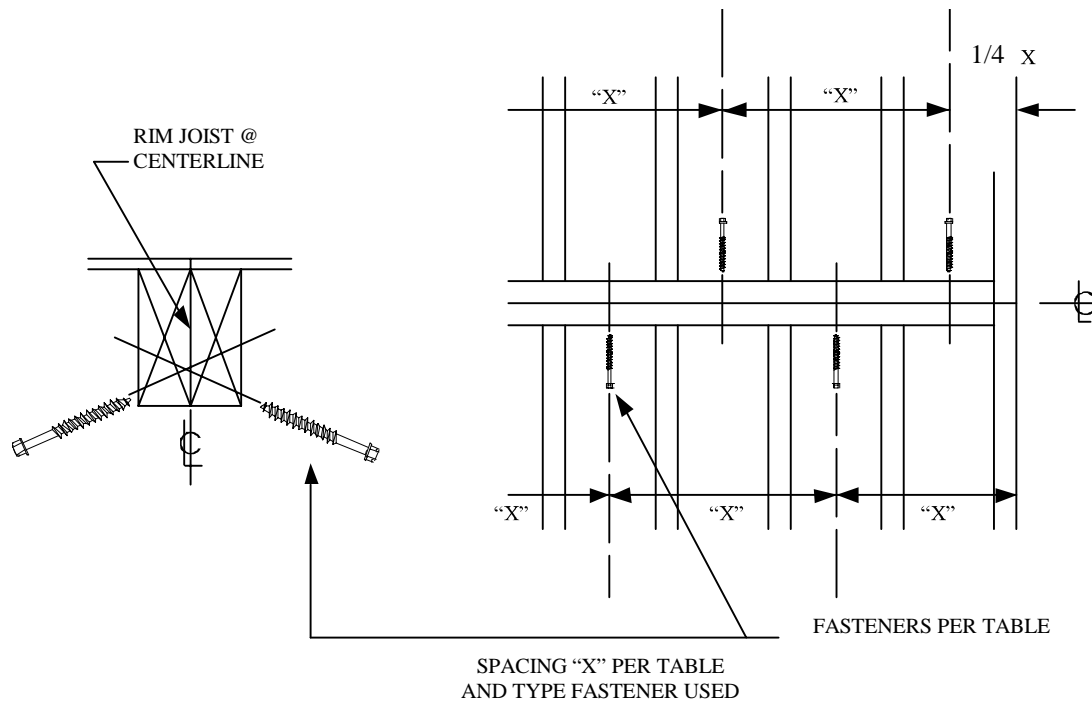 1/4 X
“X” “X”
RIM JOIST @
CENTERLINE
℄
℄
“X” “X” “X”
FASTENERS PER TABLE
SPACING “X” PER TABLE
AND TYPE FASTENER USED